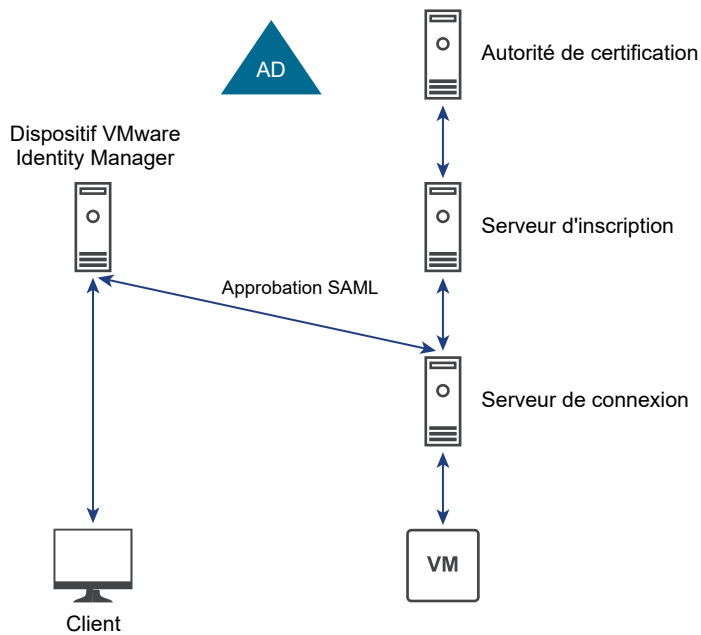 AD
Autorité de certification
Dispositif VMware
Identity Manager
Serveur d'inscription
Approbation SAML
Serveur de connexion
VM
Client